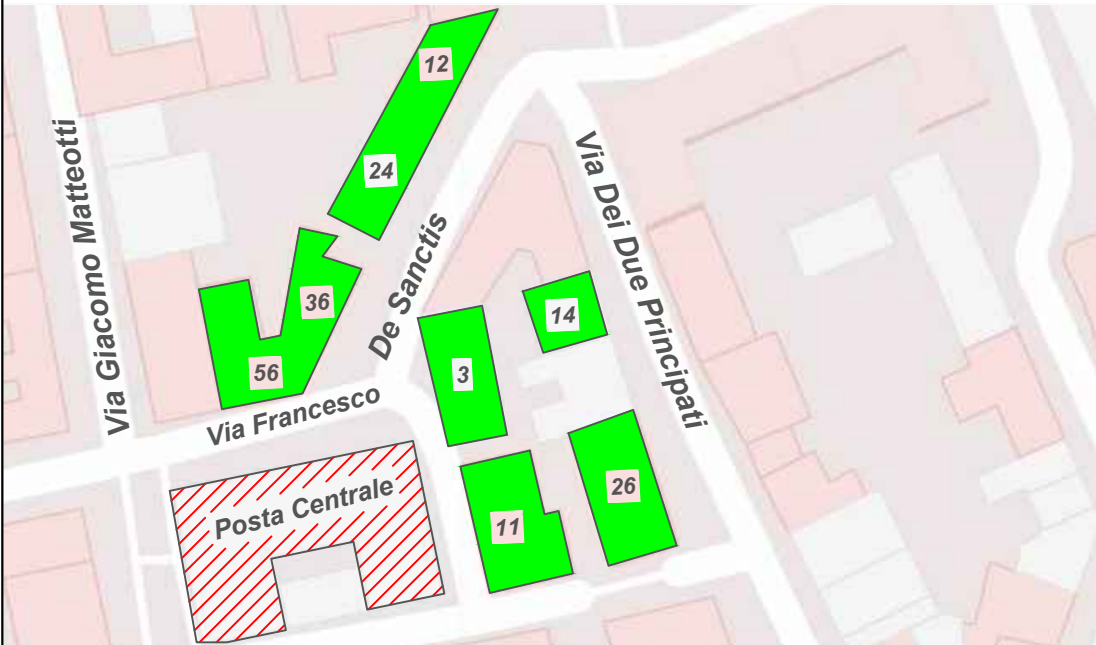 12
24
Via Giacomo Matteotti
Via Dei Due Principati
De Sanctis
36
14
56
3
Via Francesco
Posta Centrale
26
11